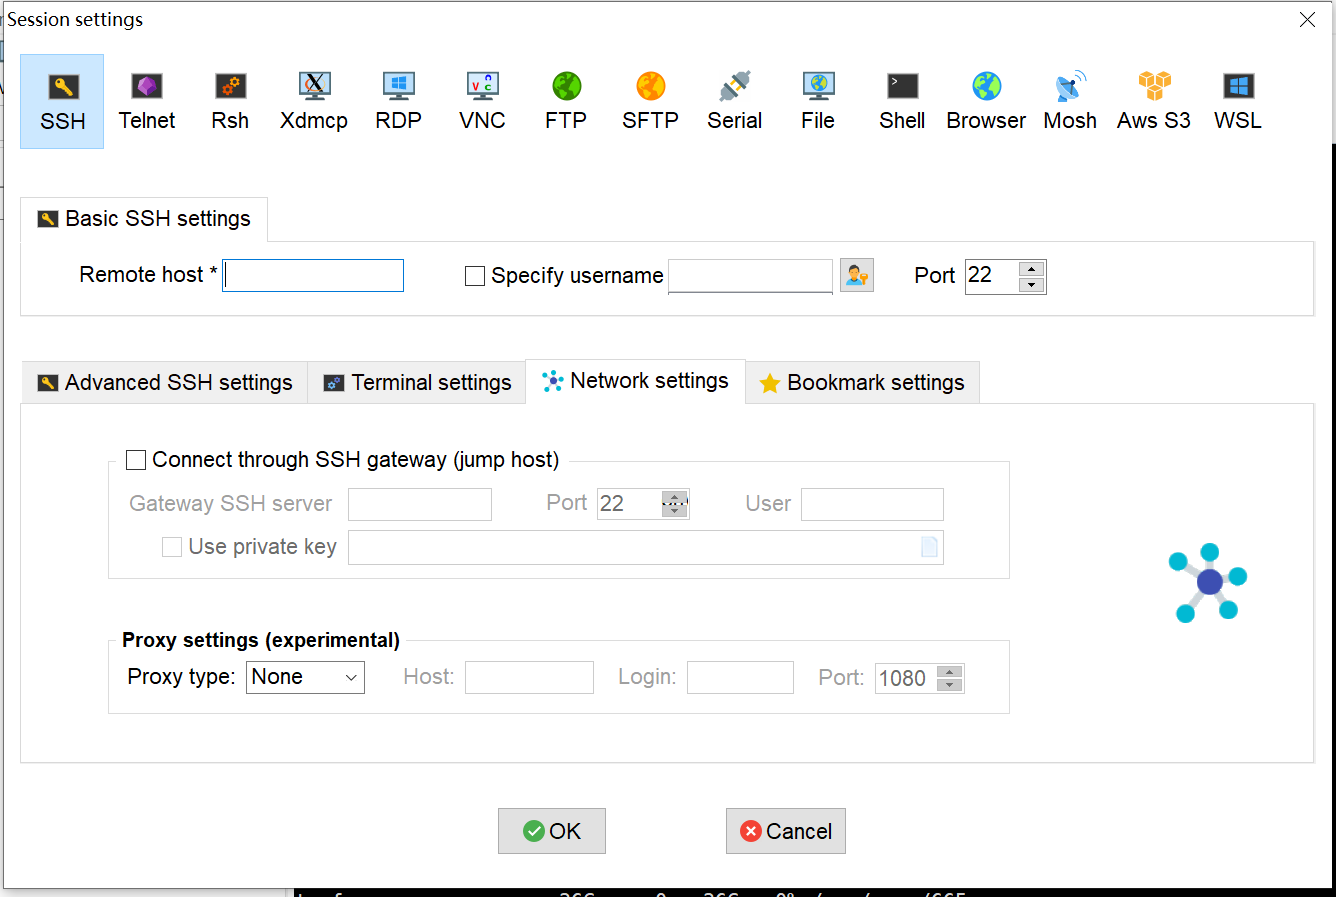 Session settings
SSH Telnet Rsh Xdmcp RDP VNC FTP SFTP Serial File Shell Browser Mosh Aws S3 WSL
Basic SSH settings
Remote host * Specify username Port 22
Advanced SSH settings Terminal settings Network settings Bookmark settings
Connect through SSH gateway (jump host)
Gateway SSH server Port 22 User
Use private key
Proxy settings (experimental)
Proxy type: None Host: Login: Port: 1080
OK Cancel